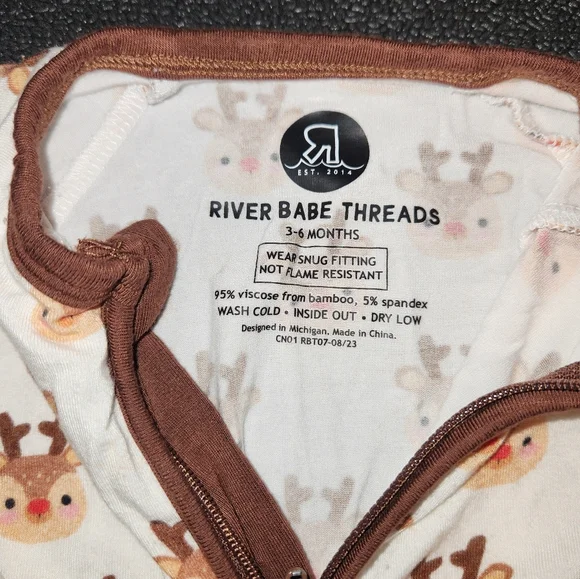 R
EST. 2014
RIVER BABE THREADS
3-6 MONTHS
WEAR SNUG FITTING
NOT FLAME RESISTANT
95% viscose from bamboo, 5% spandex
WASH COLD • INSIDE OUT • DRY LOW
Designed in Michigan. Made in China.
CN01 RBT07-08/23